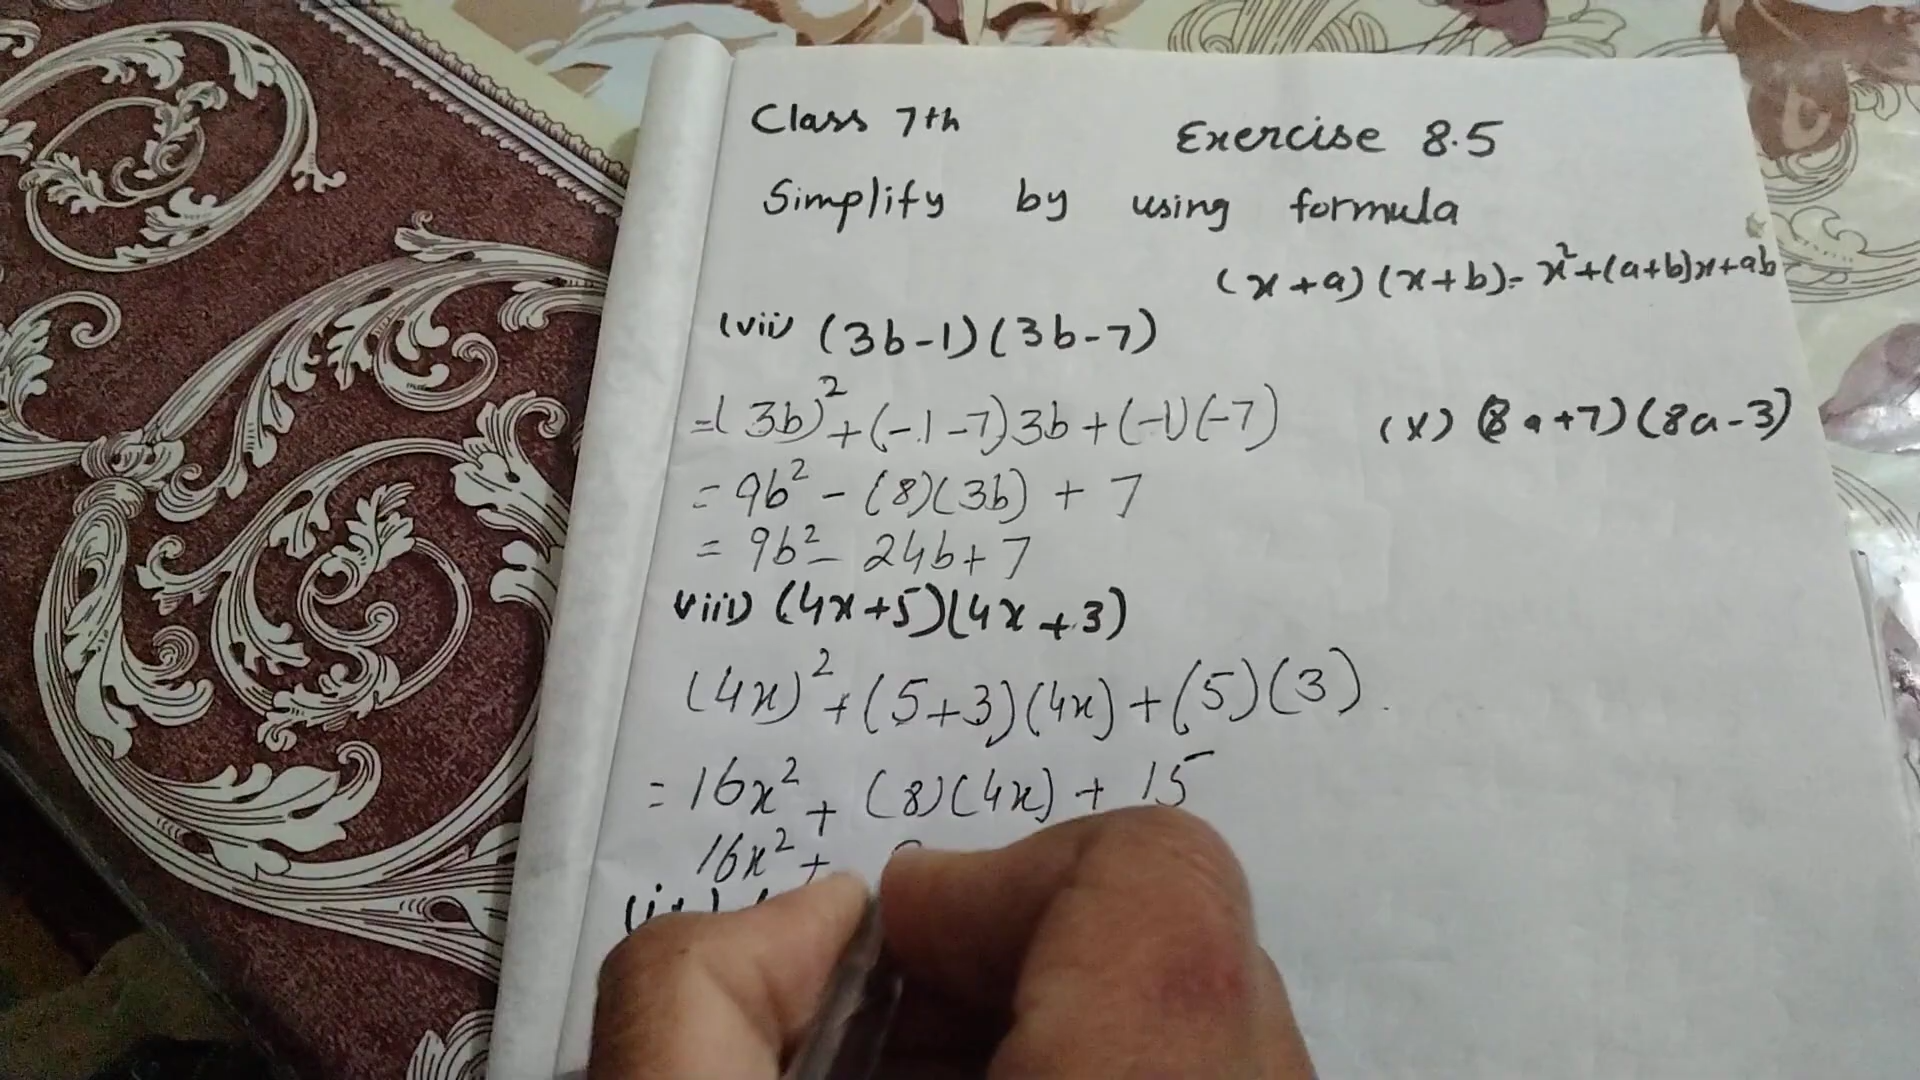 Class 7th Exercise 8.5
Simplify by using formula
(x+a)(x+b)=x²+(a+b)x+ab
(vii) (3b-1)(3b-7)
=(3b)²+(-1-7)3b+(-1)(-7)
= 9b² - (8)(3b) + 7
= 9b² - 24b+7
viii) (4x+5)(4x+3)
(4x)²+(5+3)(4x)+(5)(3)
= 16x² + (8)(4x) + 15
16x² +
(ix) (
(x) (8a+7)(8a-3)